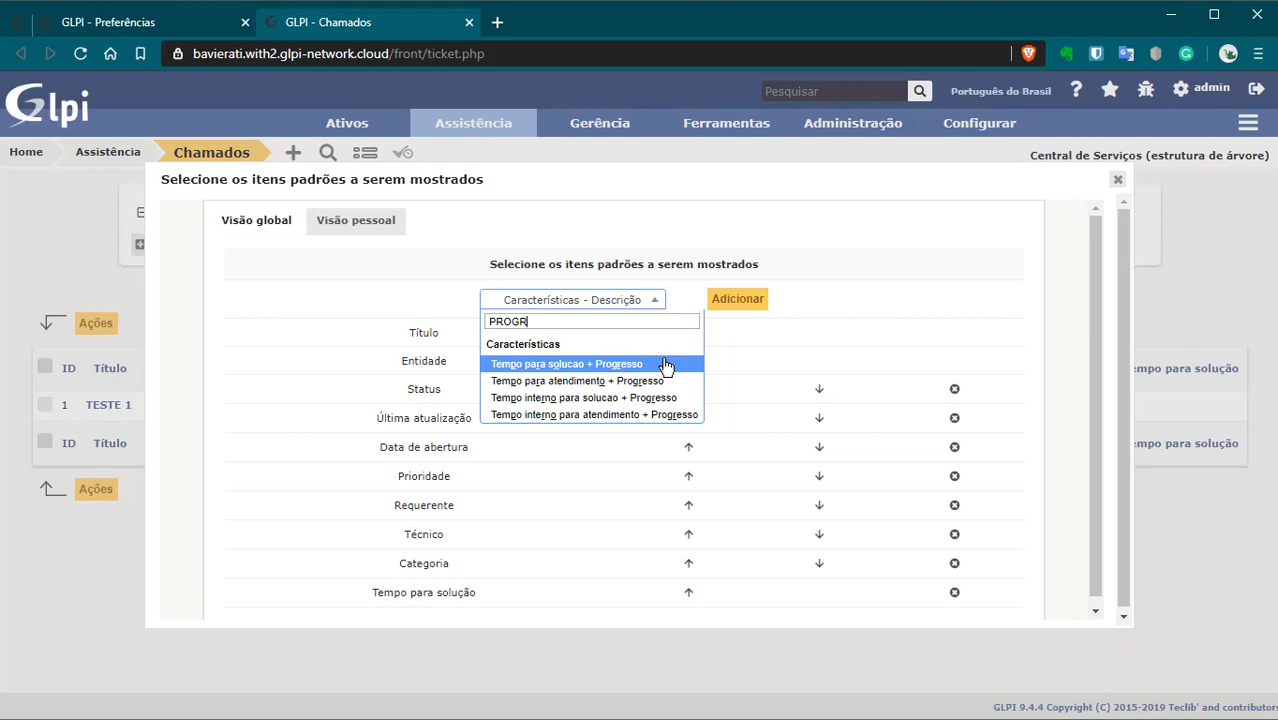 GLPI - Preferências
GLPI - Chamados
bavierati.with2.glpi-network.cloud/front/ticket.php
Glpi
Pesquisar
Português do Brasil
admin
Ativos
Assistência
Gerência
Ferramentas
Administração
Configurar
Home
Assistência
Chamados
Central de Serviços (estrutura de árvore)
Selecione os itens padrões a serem mostrados
Visão global
Visão pessoal
Selecione os itens padrões a serem mostrados
Características - Descrição
Adicionar
PROGR
Características
Tempo para solucao + Progresso
Tempo para atendimento + Progresso
Tempo interno para solucao + Progresso
Tempo interno para atendimento + Progresso
Título
Entidade
Status
Última atualização
Data de abertura
Prioridade
Requerente
Técnico
Categoria
Tempo para solução
Ações
ID Título
1 TESTE 1
ID Título
Ações
empo para solução
mpo para solução
GLPI 9.4.4 Copyright (C) 2015-2019 Teclib' and contributors